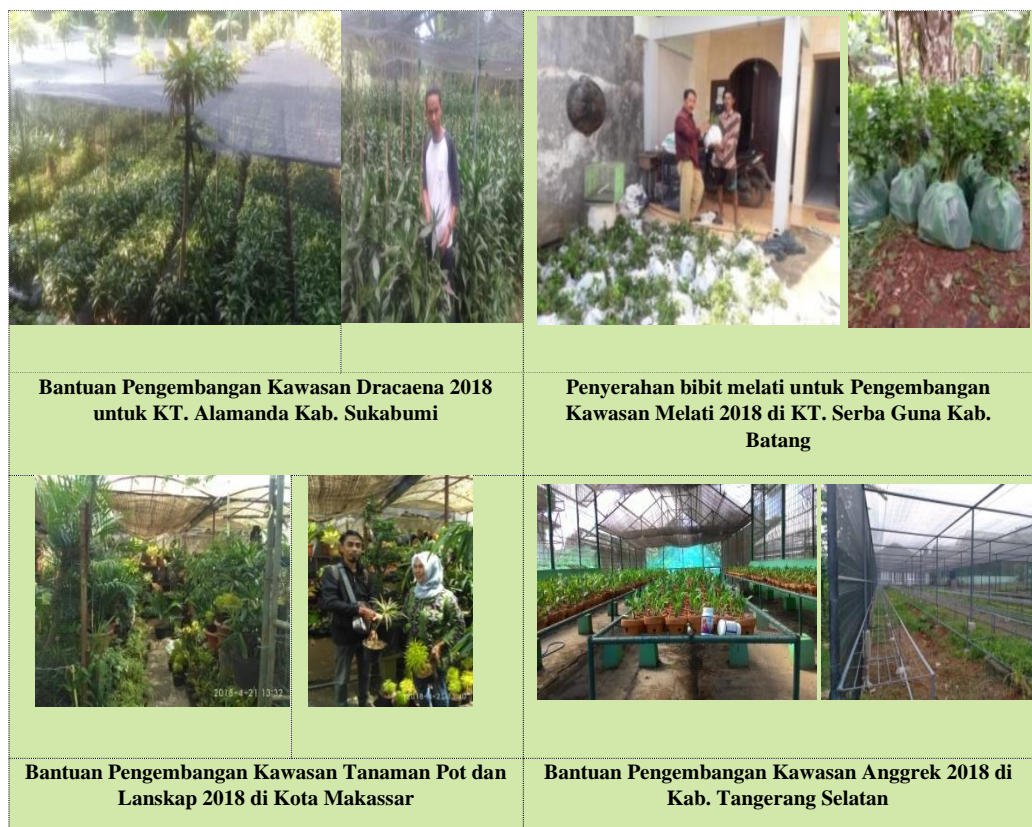 Bantuan Pengembangan Kawasan Dracaena 2018
untuk KT. Alamanda Kab. Sukabumi
Penyerahan bibit melati untuk Pengembangan
Kawasan Melati 2018 di KT. Serba Guna Kab.
Batang
2018-4-21 13:32
Bantuan Pengembangan Kawasan Tanaman Pot dan
Lanskap 2018 di Kota Makassar
Bantuan Pengembangan Kawasan Anggrek 2018 di
Kab. Tangerang Selatan